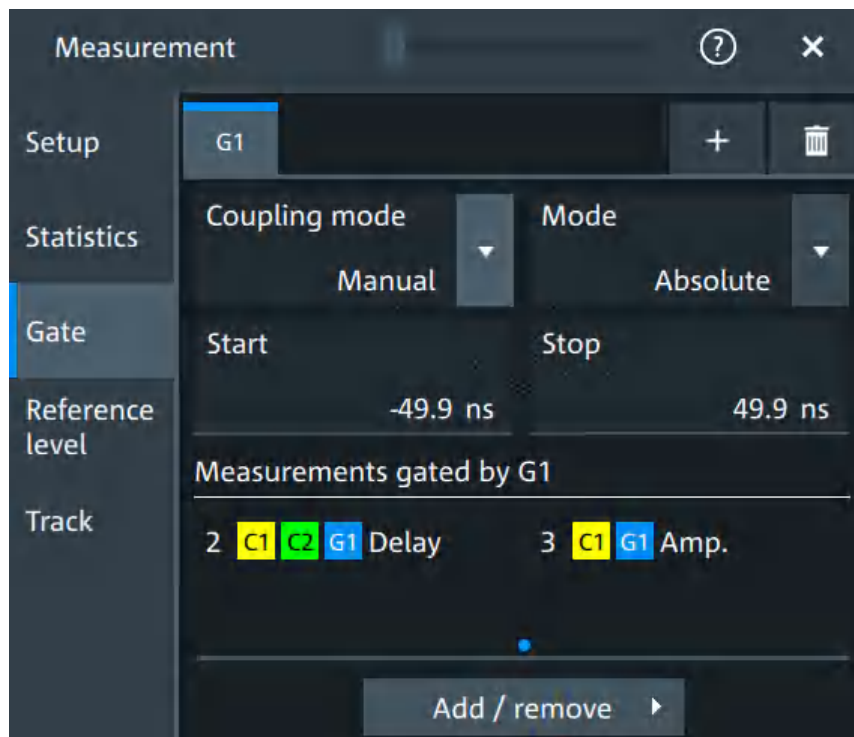 Measurement
?
Setup
G1
+
Statistics
Coupling mode
Manual
Mode
Absolute
Gate
Start
-49.9 ns
Stop
49.9 ns
Reference
level
Measurements gated by G1
Track
2 C1 C2 G1 Delay
3 C1 G1 Amp.
Add / remove